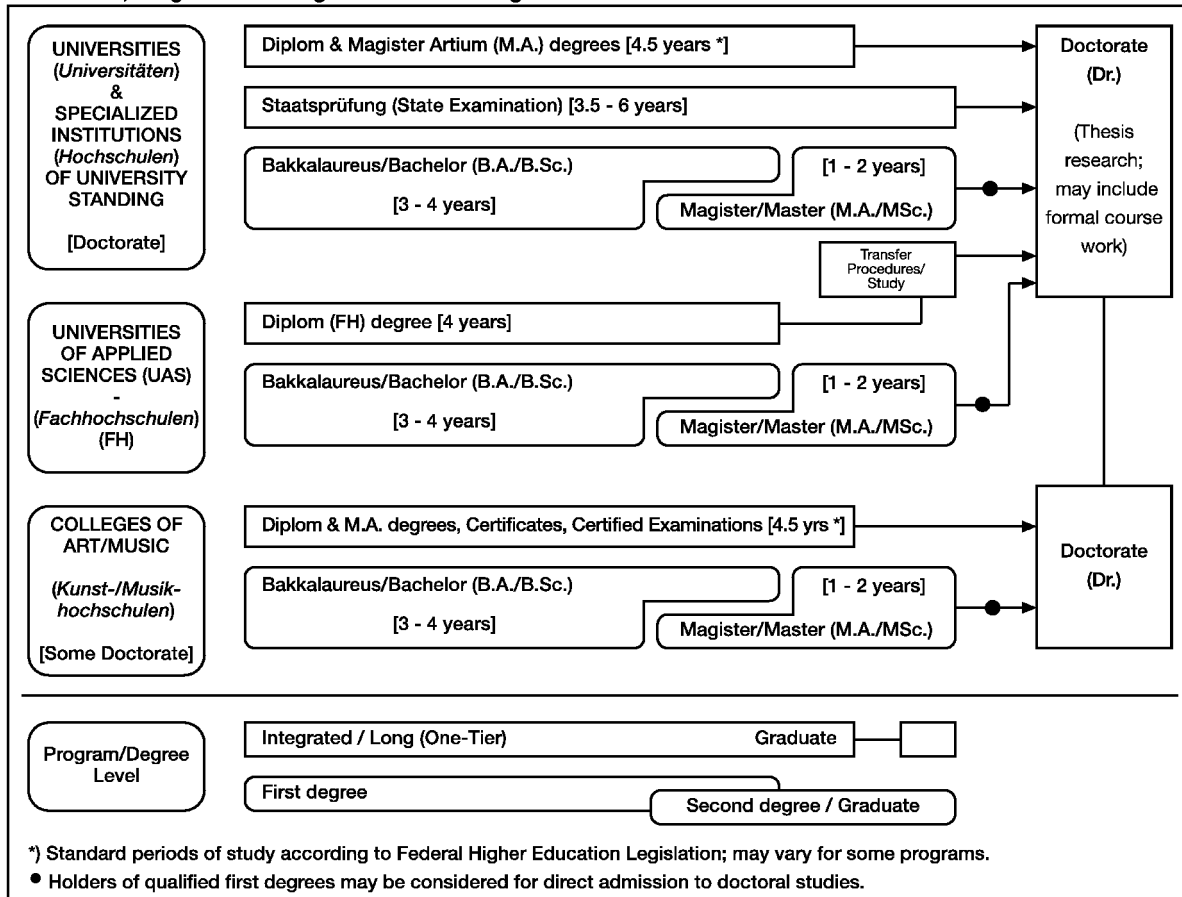 UNIVERSITIES
(Universitäten)
&
SPECIALIZED
INSTITUTIONS
(Hochschulen)
OF UNIVERSITY
STANDING
[Doctorate]
Diplom & Magister Artium (M.A.) degrees [4.5 years *]
Staatsprüfung (State Examination) [3.5 - 6 years]
Bakkalaureus/Bachelor (B.A./B.Sc.)
[3 - 4 years]
[1 - 2 years]
Magister/Master (M.A./MSc.)
Transfer
Procedures/
Study
Doctorate
(Dr.)
(Thesis
research;
may include
formal course
work)
UNIVERSITIES
OF APPLIED
SCIENCES (UAS)
-
(Fachhochschulen)
(FH)
Diplom (FH) degree [4 years]
Bakkalaureus/Bachelor (B.A./B.Sc.)
[3 - 4 years]
[1 - 2 years]
Magister/Master (M.A./MSc.)
COLLEGES OF
ART/MUSIC
(Kunst-/Musik-
hochschulen)
[Some Doctorate]
Diplom & M.A. degrees, Certificates, Certified Examinations [4.5 yrs *]
Bakkalaureus/Bachelor (B.A./B.Sc.)
[3 - 4 years]
[1 - 2 years]
Magister/Master (M.A./MSc.)
Doctorate
(Dr.)
Program/Degree
Level
Integrated / Long (One-Tier) Graduate
First degree
Second degree / Graduate
*) Standard periods of study according to Federal Higher Education Legislation; may vary for some programs.
● Holders of qualified first degrees may be considered for direct admission to doctoral studies.